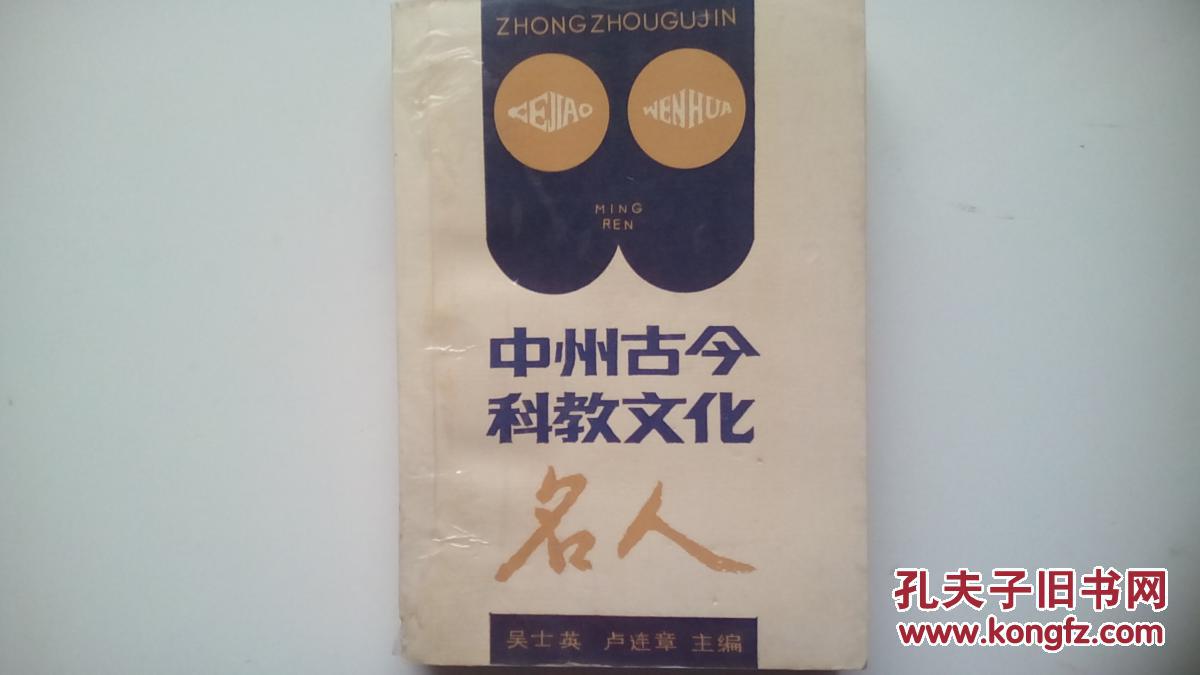 ZHONGZHOUGUJIN
KEJIAO
WENHUA
MING
REN
中州古今
科教文化
名人
吴士英 卢连章 主编
孔夫子旧书网
www.kongfz.com